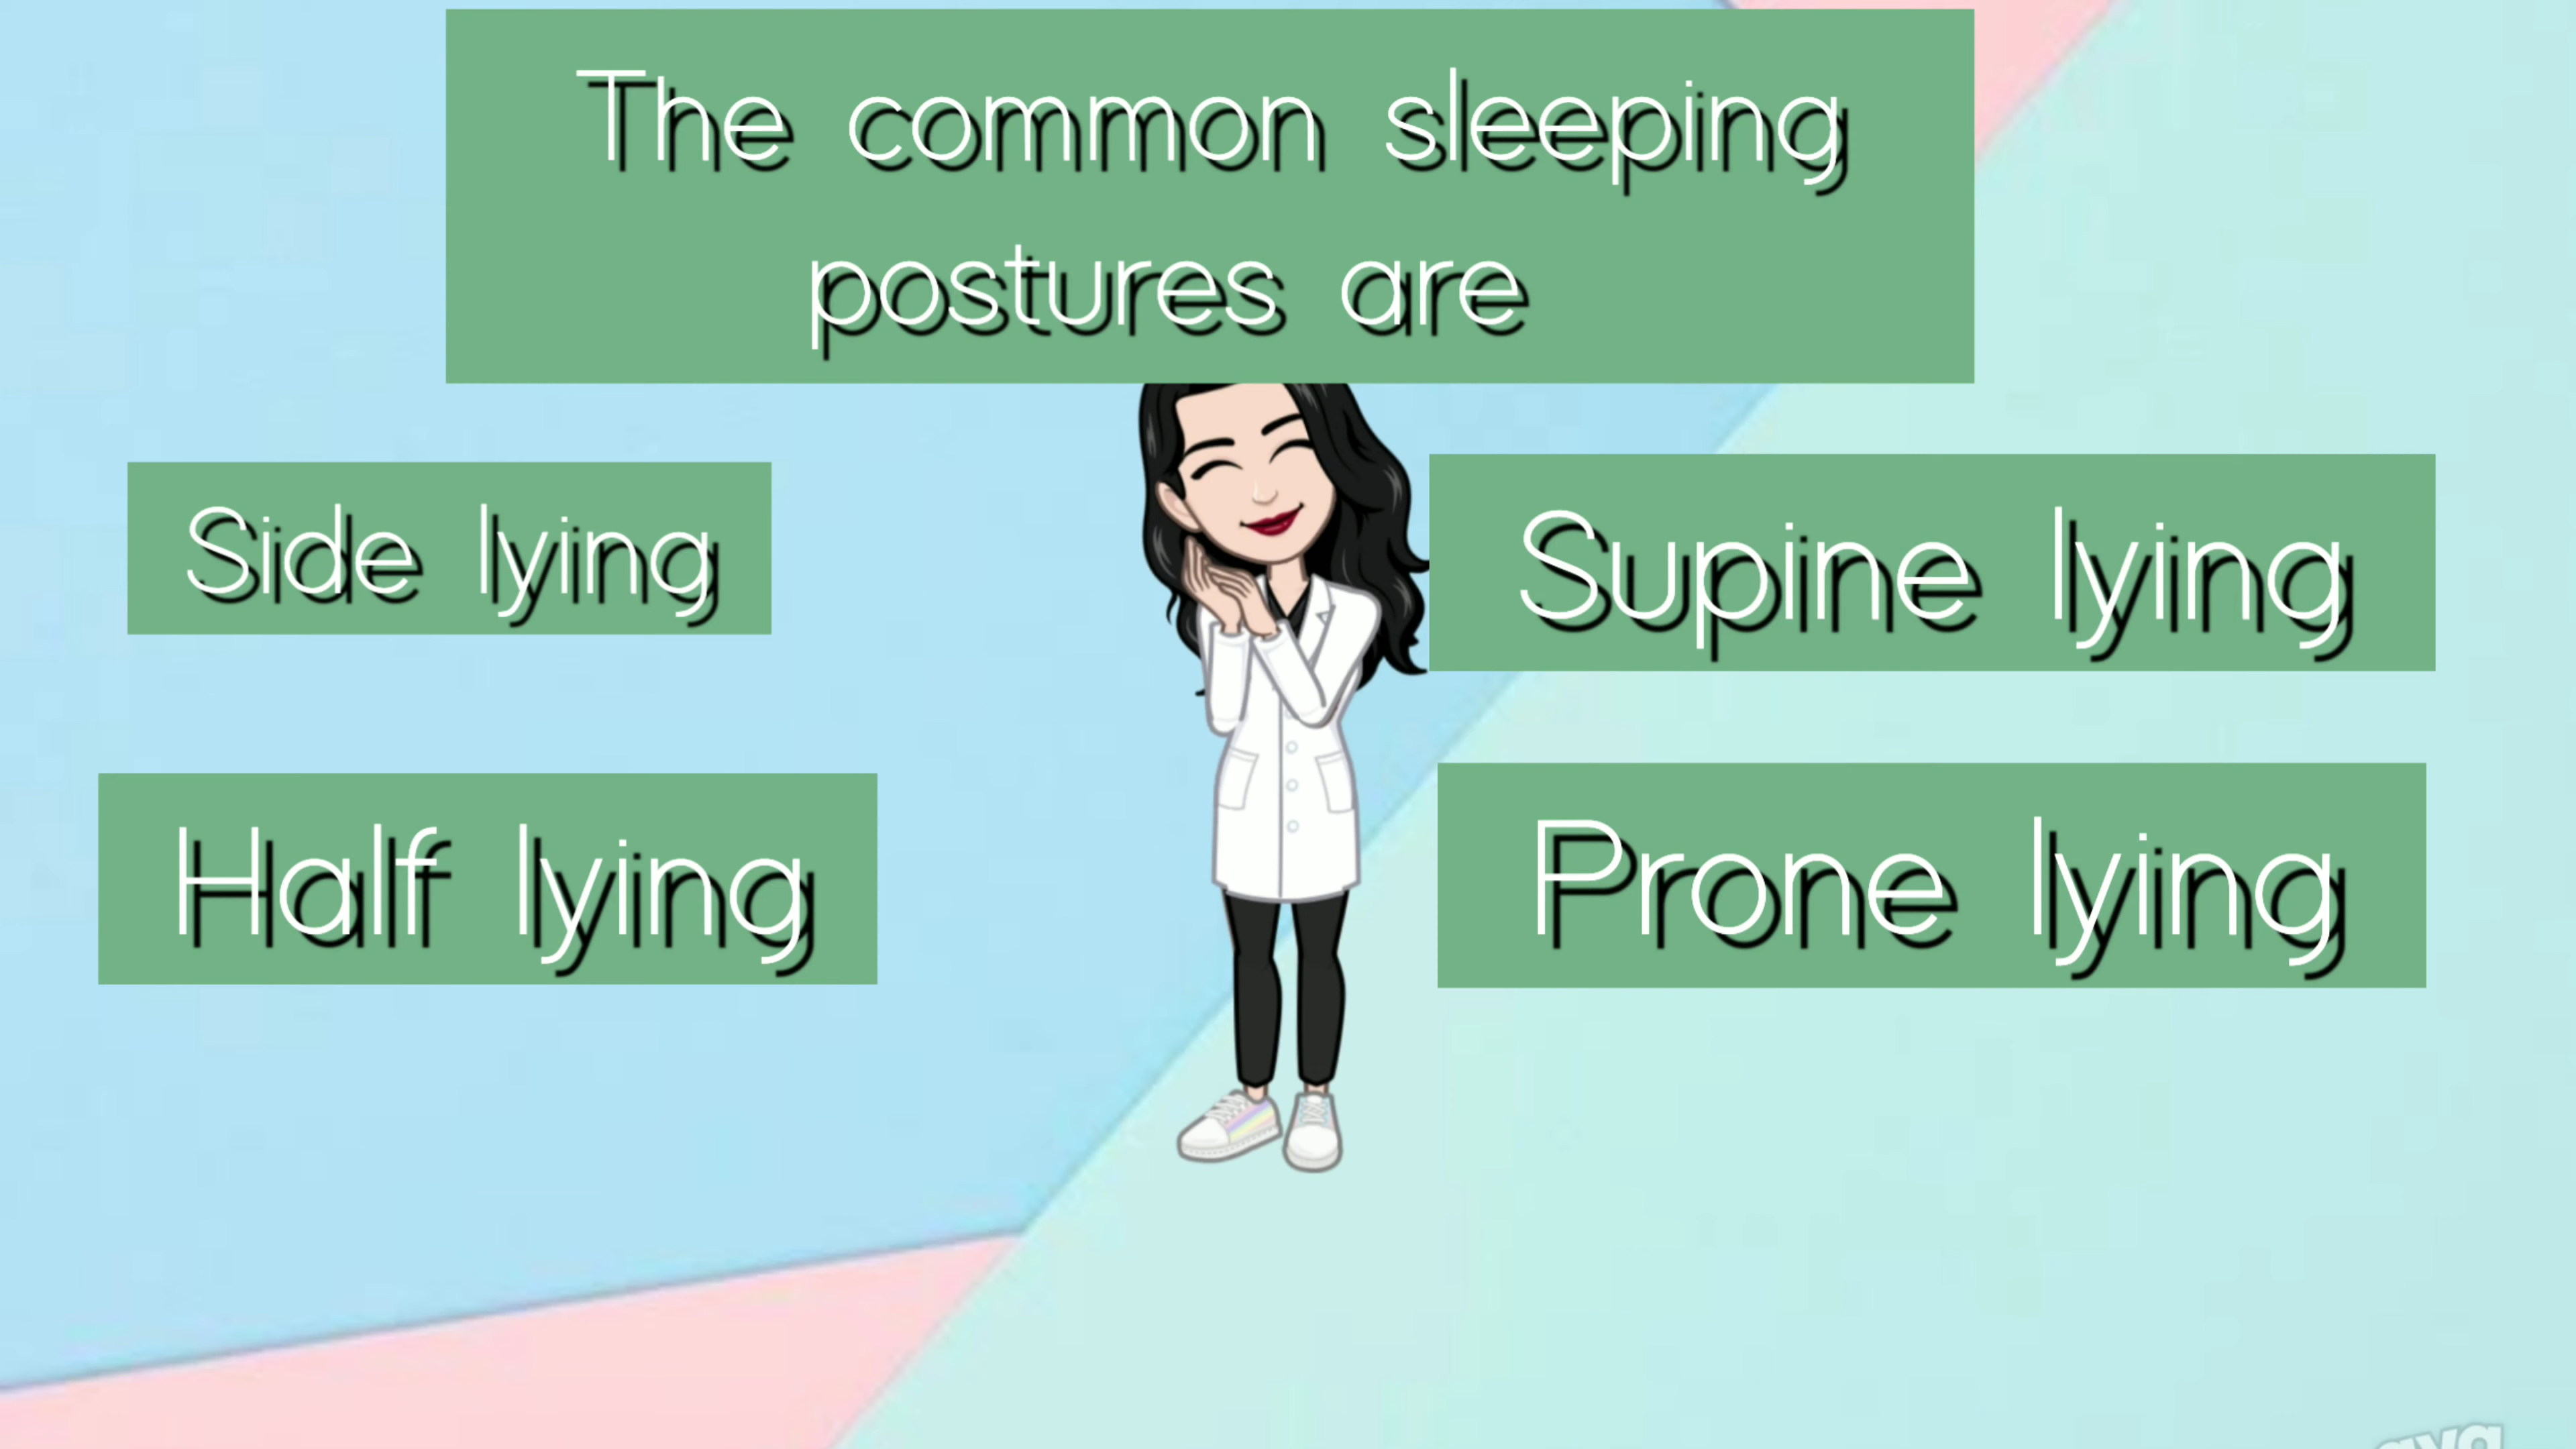 The common sleeping
postures are
Side lying
Supine lying
Half lying
Prone lying